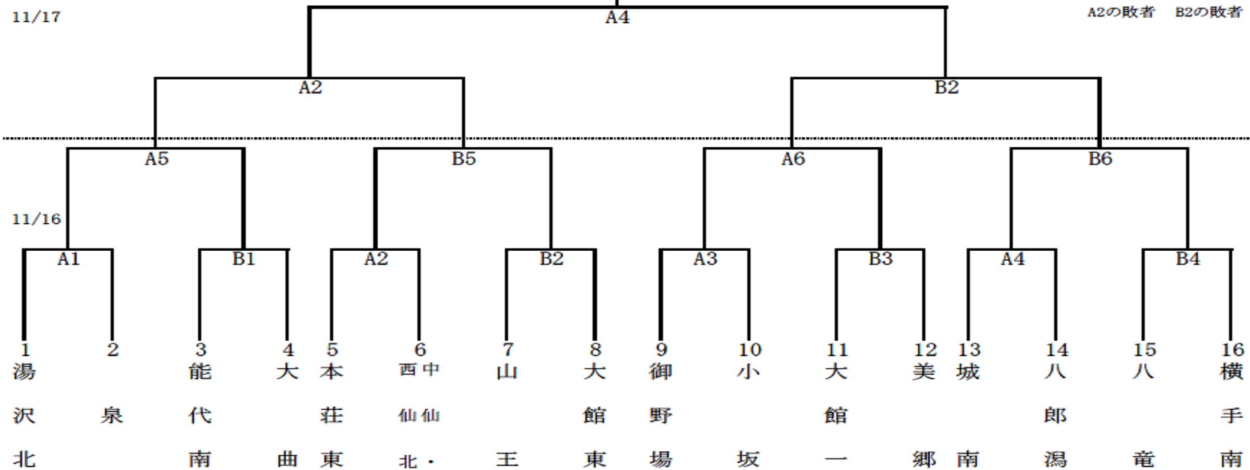 11/17
A4
A2の敗者 B2の敗者
A2
B2
A5
B5
A6
B6
11/16
A1
B1
A2
B2
A3
B3
A4
B4
1 2 3 4 5 6 7 8 9 10 11 12 13 14 15 16
湯沢北
泉
能代南
大曲
本荘東
中仙・
西仙北
山王
大館東
御野場
小坂
大館一
美郷
城南
八郎潟
八竜
横手南